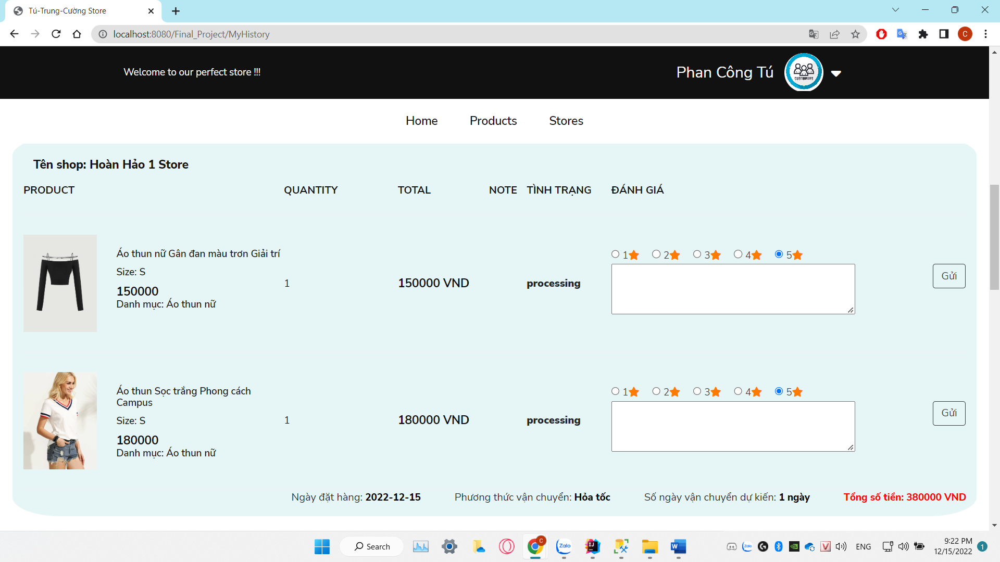 Tú-Trung-Cường Store
localhost:8080/Final_Project/MyHistory
C
Welcome to our perfect store !!!
Phan Công Tú
CUSTOMERS
Home Products Stores
Tên shop: Hoàn Hảo 1 Store
PRODUCT QUANTITY TOTAL NOTE TÌNH TRẠNG ĐÁNH GIÁ
Áo thun nữ Gân đan màu trơn Giải trí
Size: S
150000
Danh mục: Áo thun nữ
1
150000 VND
processing
1 2 3 4 5
Gửi
Áo thun Sọc trắng Phong cách
Campus
Size: S
180000
Danh mục: Áo thun nữ
1
180000 VND
processing
1 2 3 4 5
Gửi
Ngày đặt hàng: 2022-12-15 Phương thức vận chuyển: Hỏa tốc Số ngày vận chuyển dự kiến: 1 ngày Tổng số tiền: 380000 VND
Search
C
Zalo
IJ
W
Zalo
G
V
ENG
9:22 PM
12/15/2022
1